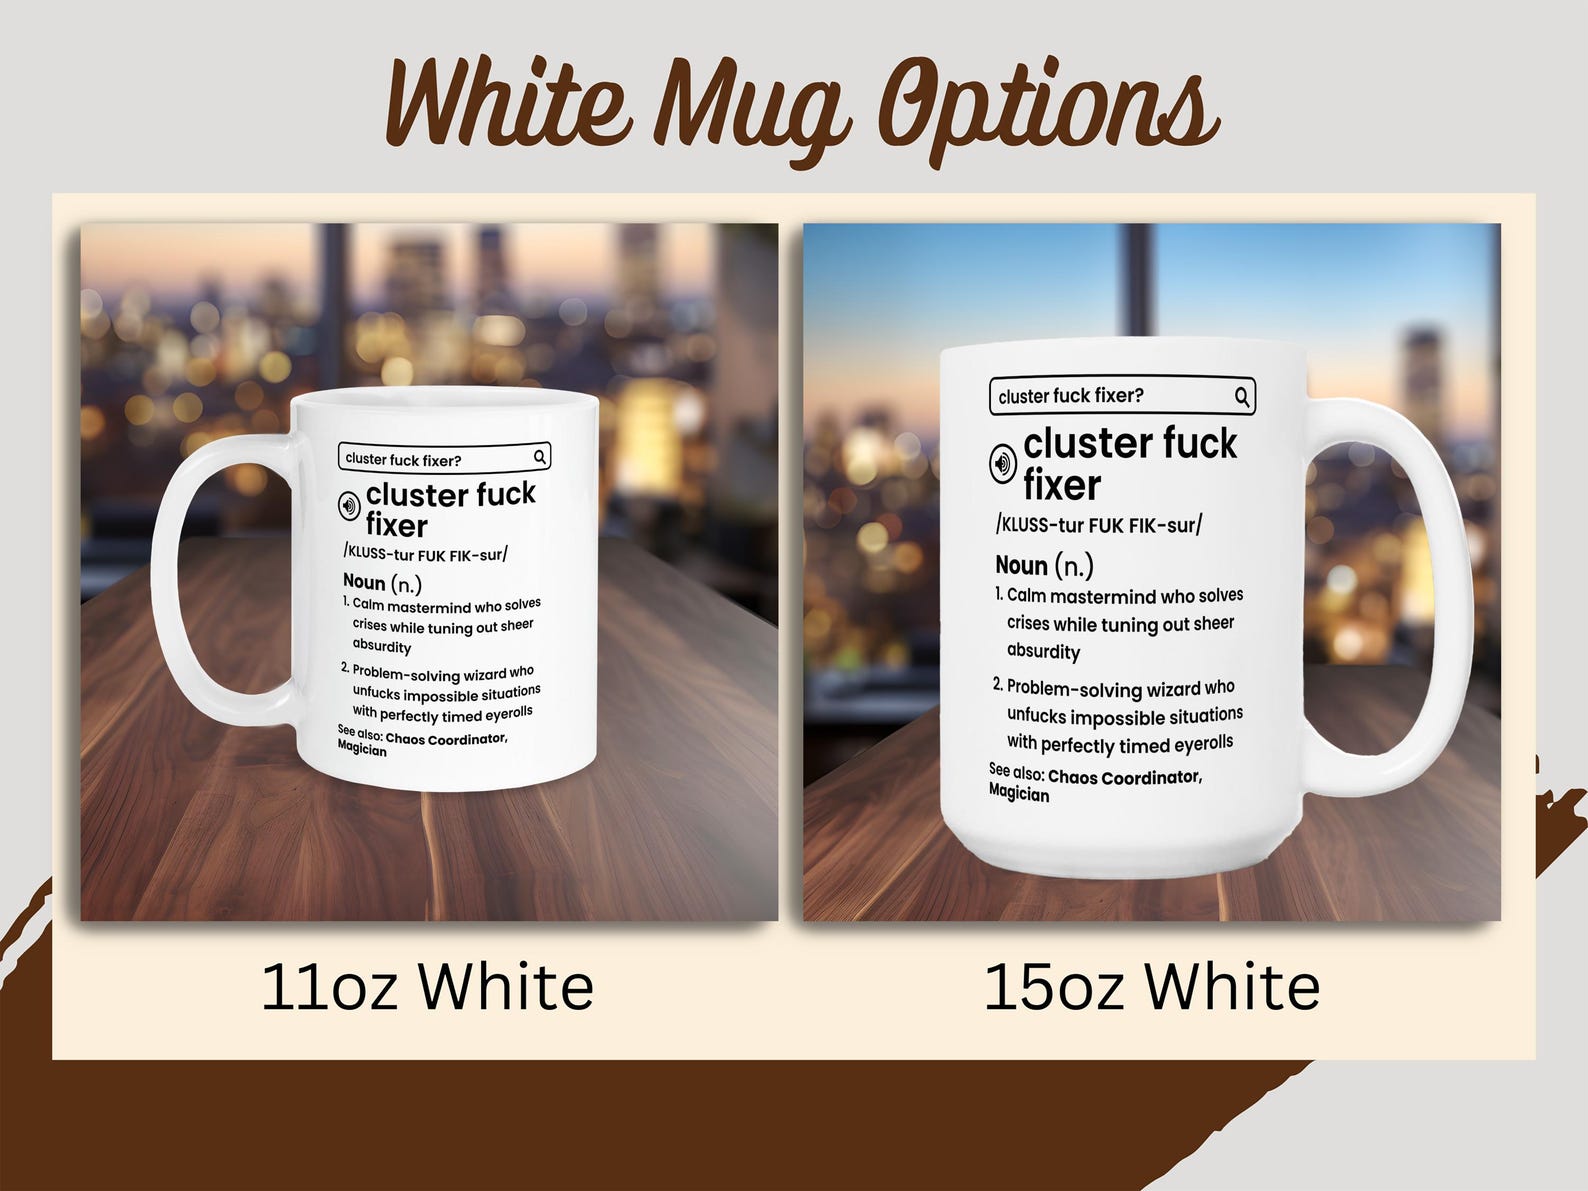 White Mug Options
cluster fuck fixer?
cluster fuck
fixer
/KLUSS-tur FUK FIK-sur/
Noun (n.)
1. Calm mastermind who solves
crises while tuning out sheer
absurdity
2. Problem-solving wizard who
unfucks impossible situations
with perfectly timed eyerolls
See also: Chaos Coordinator,
Magician
11oz White
cluster fuck fixer?
cluster fuck
fixer
/KLUSS-tur FUK FIK-sur/
Noun (n.)
1. Calm mastermind who solves
crises while tuning out sheer
absurdity
2. Problem-solving wizard who
unfucks impossible situations
with perfectly timed eyerolls
See also: Chaos Coordinator,
Magician
15oz White